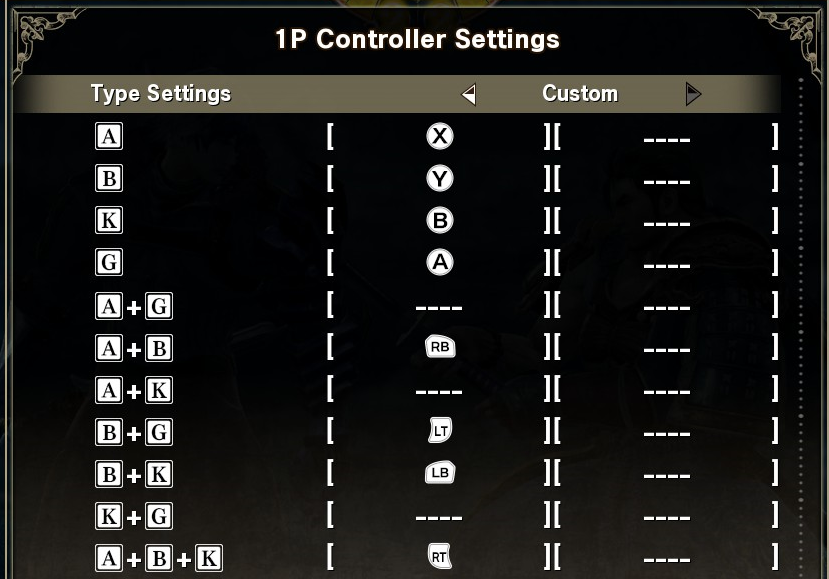 1P Controller Settings
Type Settings Custom
A [ X ][ ---- ]
B [ Y ][ ---- ]
K [ B ][ ---- ]
G [ A ][ ---- ]
A + G [ ---- ][ ---- ]
A + B [ RB ][ ---- ]
A + K [ ---- ][ ---- ]
B + G [ LT ][ ---- ]
B + K [ LB ][ ---- ]
K + G [ ---- ][ ---- ]
A + B + K [ RT ][ ---- ]